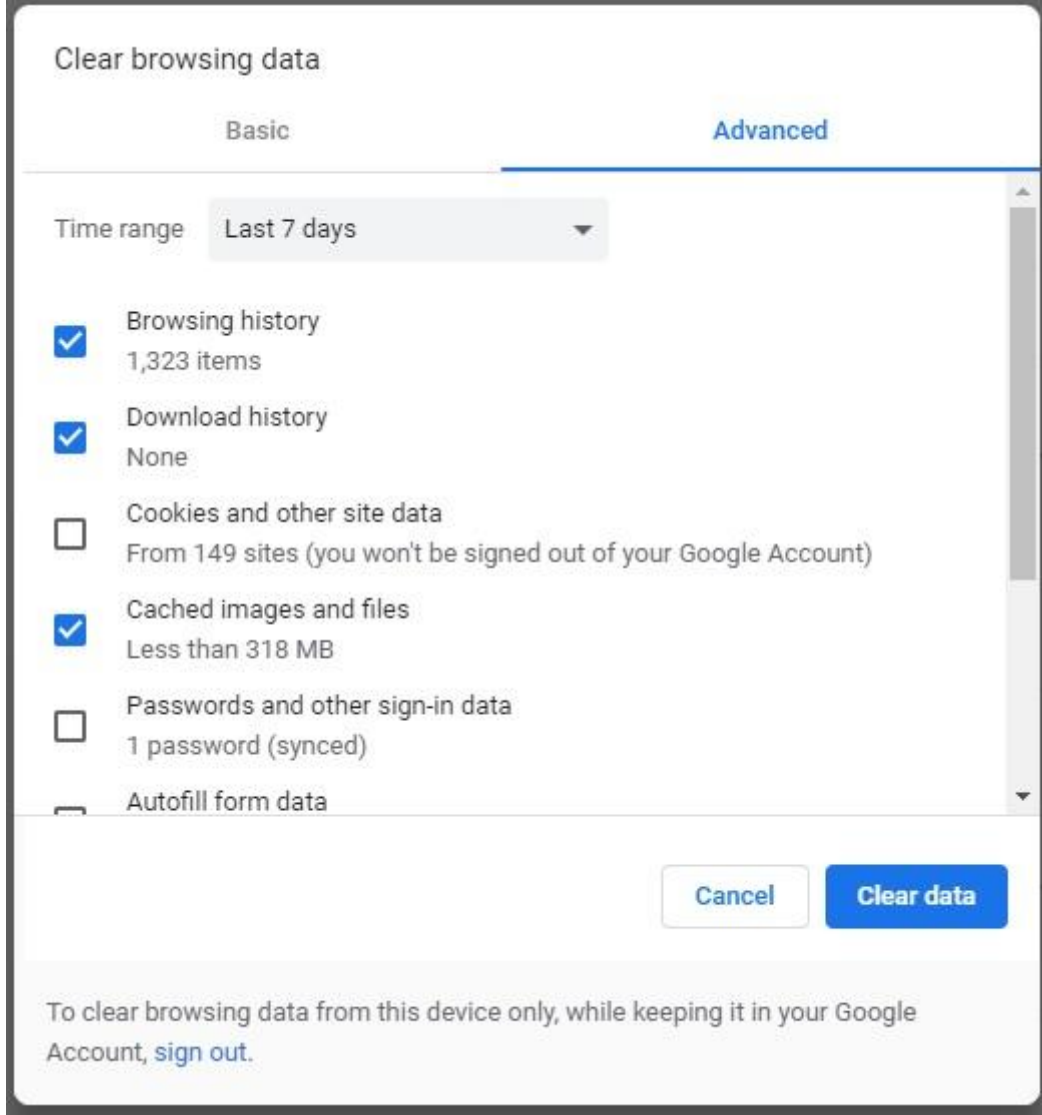 Clear browsing data
Basic
Advanced
Time range
Last 7 days
Browsing history
1,323 items
Download history
None
Cookies and other site data
From 149 sites (you won't be signed out of your Google Account)
Cached images and files
Less than 318 MB
Passwords and other sign-in data
1 password (synced)
Autofill form data
Cancel
Clear data
To clear browsing data from this device only, while keeping it in your Google
Account, sign out.